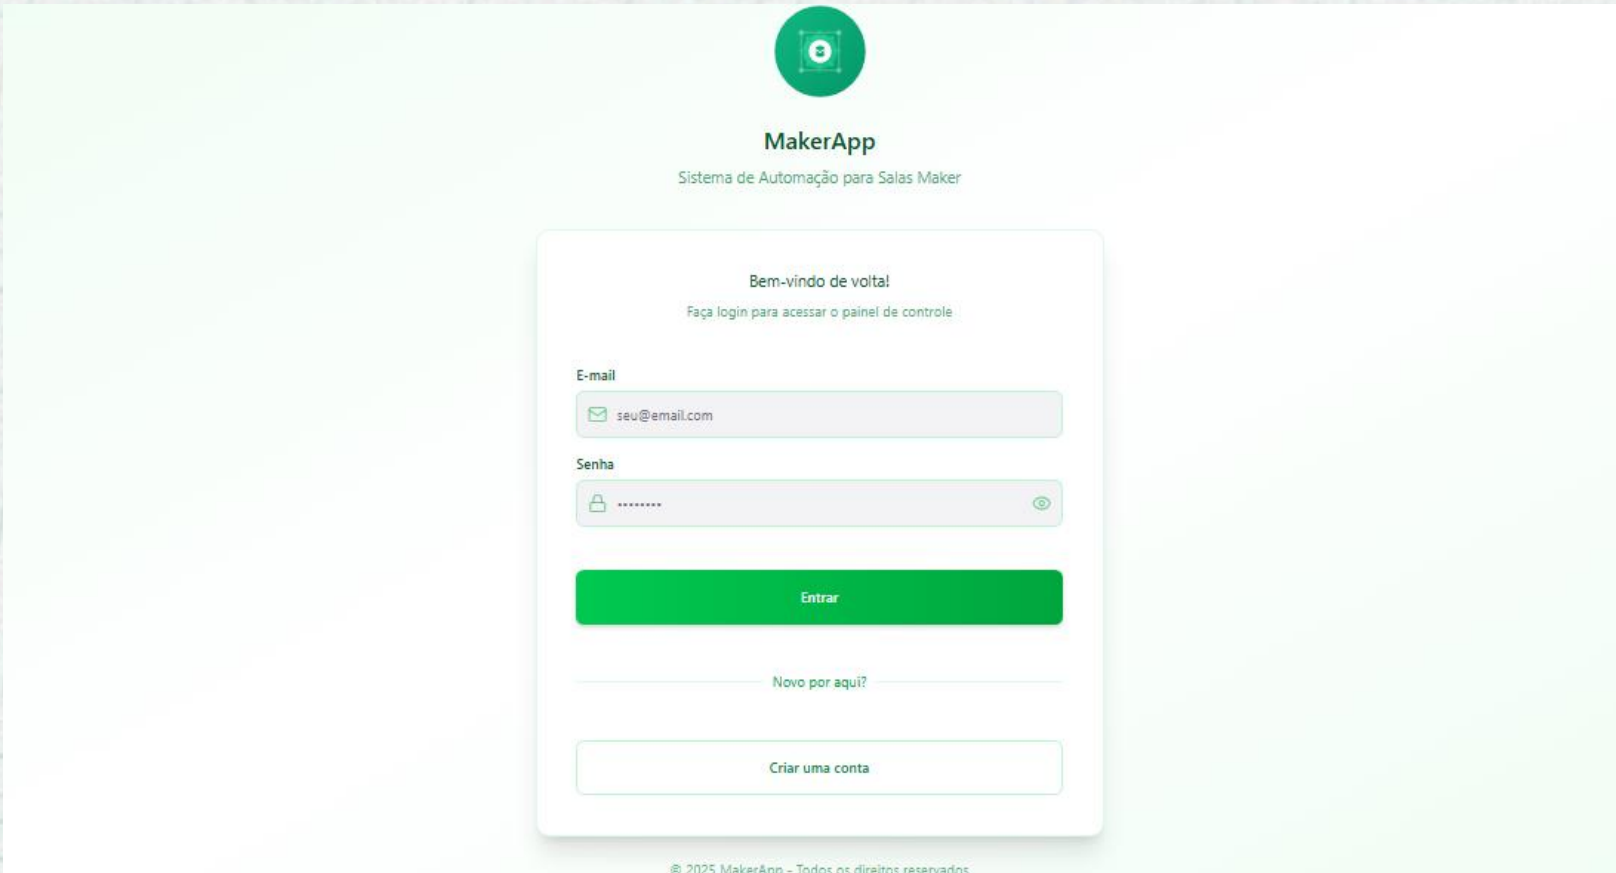 MakerApp
Sistema de Automação para Salas Maker
Bem-vindo de volta!
Faça login para acessar o painel de controle
E-mail
seu@email.com
Senha
••••••••
Entrar
Novo por aqui?
Criar uma conta
© 2025 MakerApp - Todos os direitos reservados